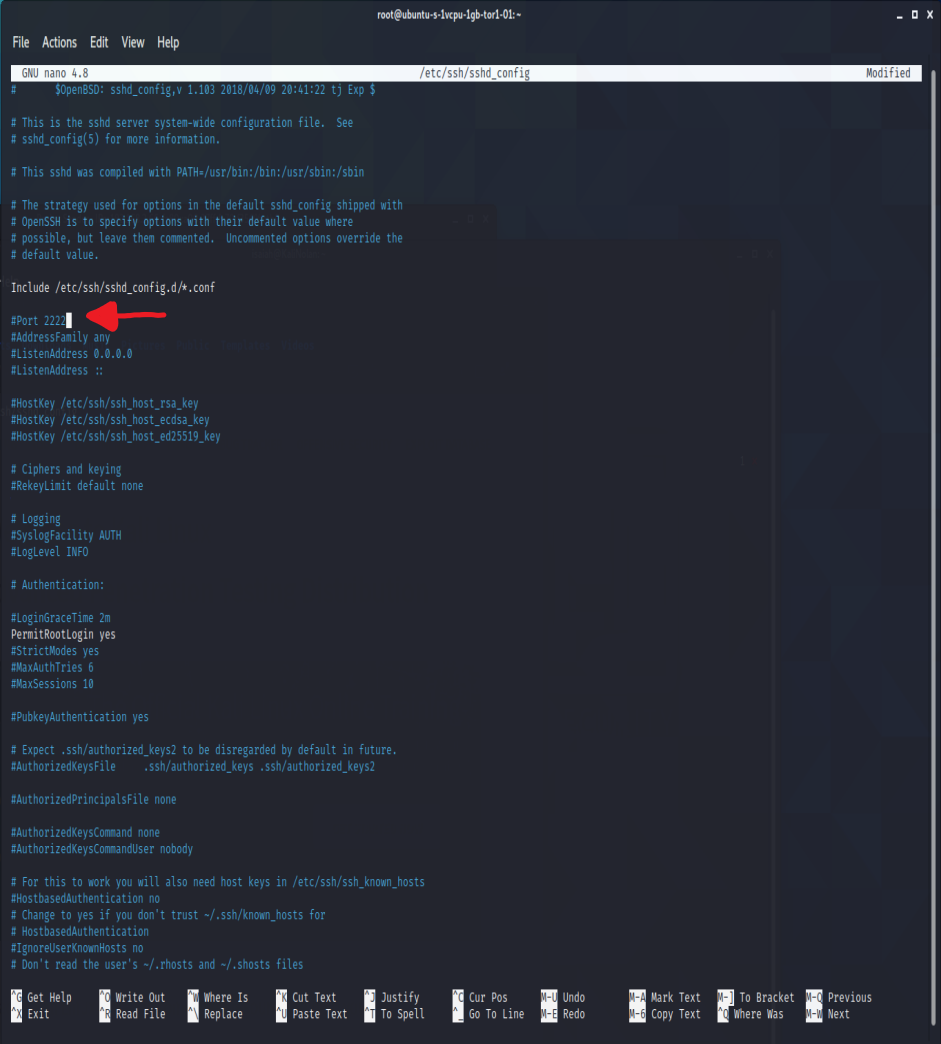 root@ubuntu-s-1vcpu-1gb-tor1-01: ~
File Actions Edit View Help
GNU nano 4.8 /etc/ssh/sshd_config Modified
# $OpenBSD: sshd_config,v 1.103 2018/04/09 20:41:22 tj Exp $
# This is the sshd server system-wide configuration file. See
# sshd_config(5) for more information.
# This sshd was compiled with PATH=/usr/bin:/bin:/usr/sbin:/sbin
# The strategy used for options in the default sshd_config shipped with
# OpenSSH is to specify options with their default value where
# possible, but leave them commented. Uncommented options override the
# default value.
Include /etc/ssh/sshd_config.d/*.conf
#Port 2222
#AddressFamily any
#ListenAddress 0.0.0.0
#ListenAddress ::
#HostKey /etc/ssh/ssh_host_rsa_key
#HostKey /etc/ssh/ssh_host_ecdsa_key
#HostKey /etc/ssh/ssh_host_ed25519_key
# Ciphers and keying
#RekeyLimit default none
# Logging
#SyslogFacility AUTH
#LogLevel INFO
# Authentication:
#LoginGraceTime 2m
PermitRootLogin yes
#StrictModes yes
#MaxAuthTries 6
#MaxSessions 10
#PubkeyAuthentication yes
# Expect .ssh/authorized_keys2 to be disregarded by default in future.
#AuthorizedKeysFile .ssh/authorized_keys .ssh/authorized_keys2
#AuthorizedPrincipalsFile none
#AuthorizedKeysCommand none
#AuthorizedKeysCommandUser nobody
# For this to work you will also need host keys in /etc/ssh/ssh_known_hosts
#HostbasedAuthentication no
# Change to yes if you don't trust ~/.ssh/known_hosts for
# HostbasedAuthentication
#IgnoreUserKnownHosts no
# Don't read the user's ~/.rhosts and ~/.shosts files
^G Get Help ^O Write Out ^W Where Is ^K Cut Text ^J Justify ^C Cur Pos M-U Undo M-A Mark Text M-] To Bracket M-Q Previous
^X Exit ^R Read File ^\ Replace ^U Paste Text ^T To Spell ^_ Go To Line M-E Redo M-6 Copy Text ^Q Where Was M-W Next